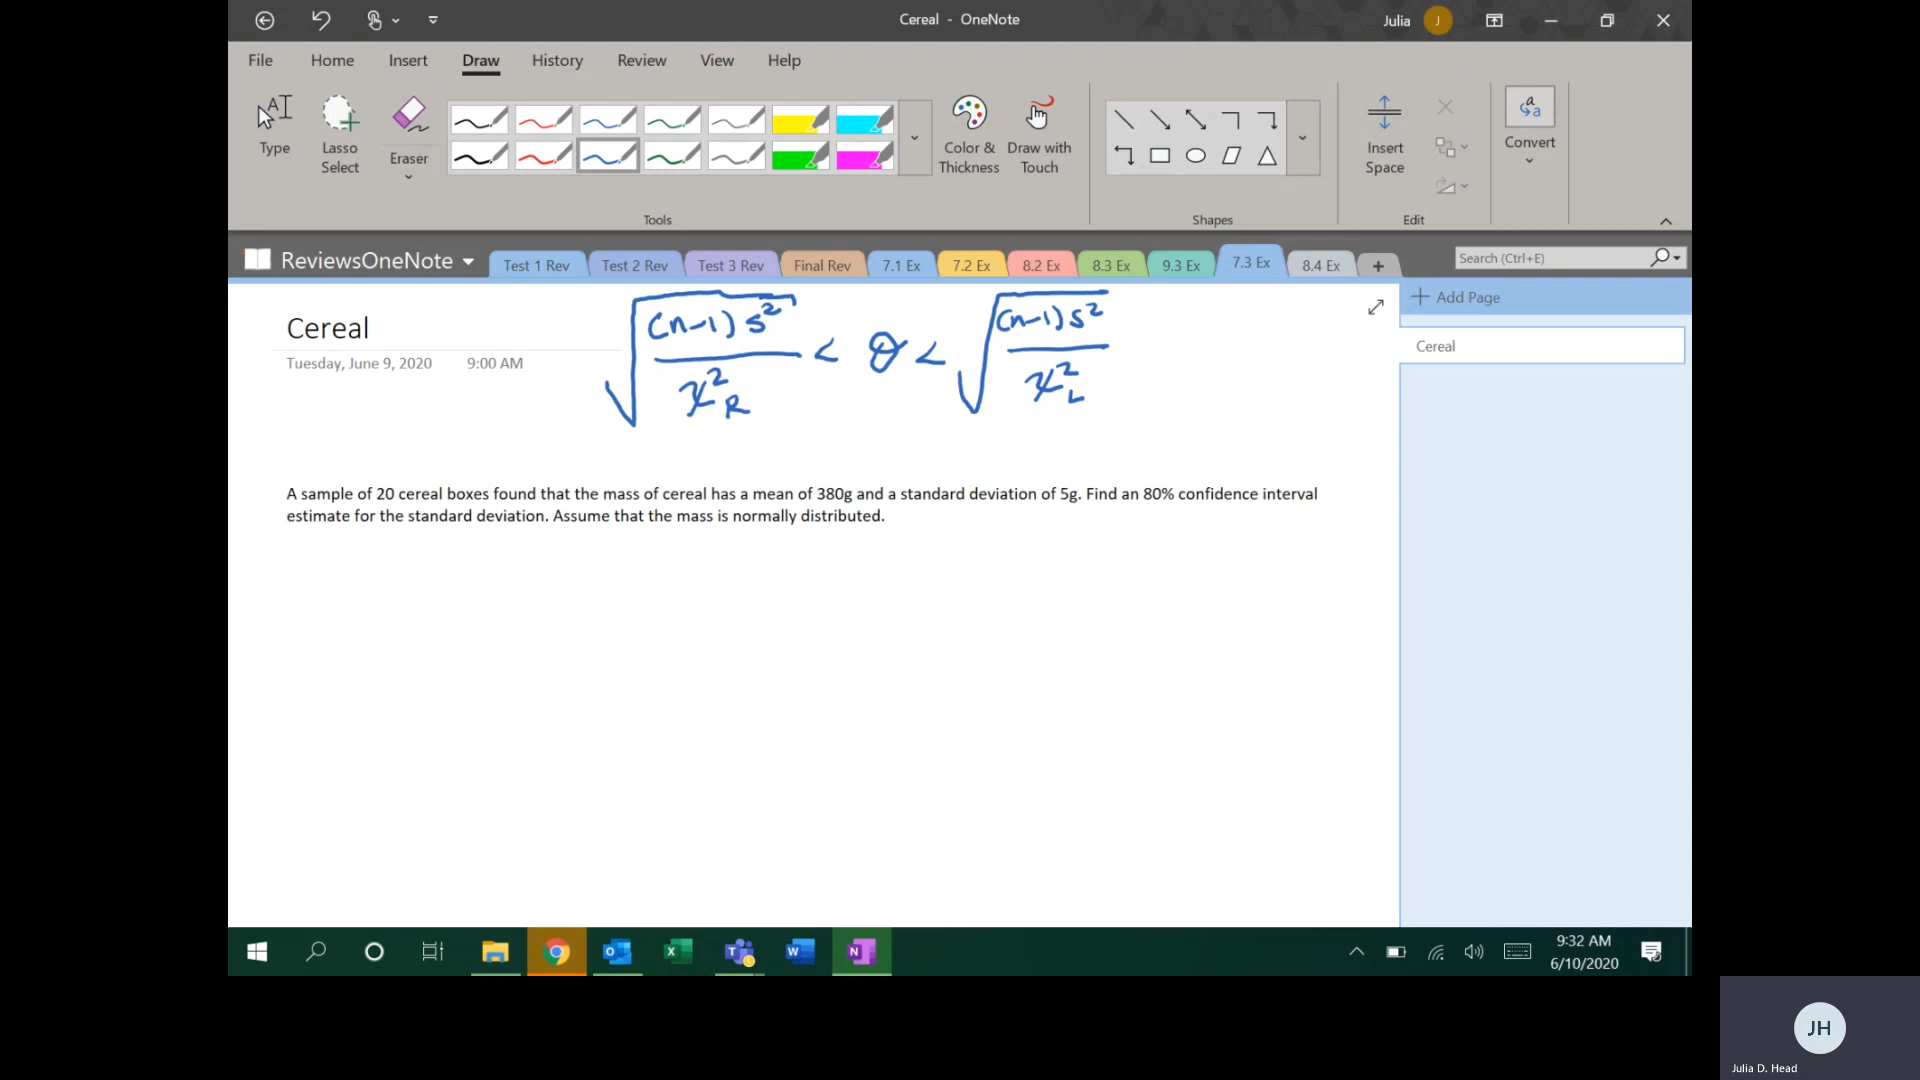 Cereal - OneNote
Julia J
File Home Insert Draw History Review View Help
Type
Lasso Select
Eraser
Color & Thickness
Draw with Touch
Insert Space
Convert
Tools
Shapes
Edit
ReviewsOneNote
Test 1 Rev
Test 2 Rev
Test 3 Rev
Final Rev
7.1 Ex
7.2 Ex
8.2 Ex
8.3 Ex
9.3 Ex
7.3 Ex
8.4 Ex
+
Search (Ctrl+E)
Add Page
Cereal
Cereal
Tuesday, June 9, 2020 9:00 AM
√((n-1)s²/χ²R) < σ < √((n-1)s²/χ²L)
A sample of 20 cereal boxes found that the mass of cereal has a mean of 380g and a standard deviation of 5g. Find an 80% confidence interval
estimate for the standard deviation. Assume that the mass is normally distributed.
9:32 AM
6/10/2020
JH
Julia D. Head